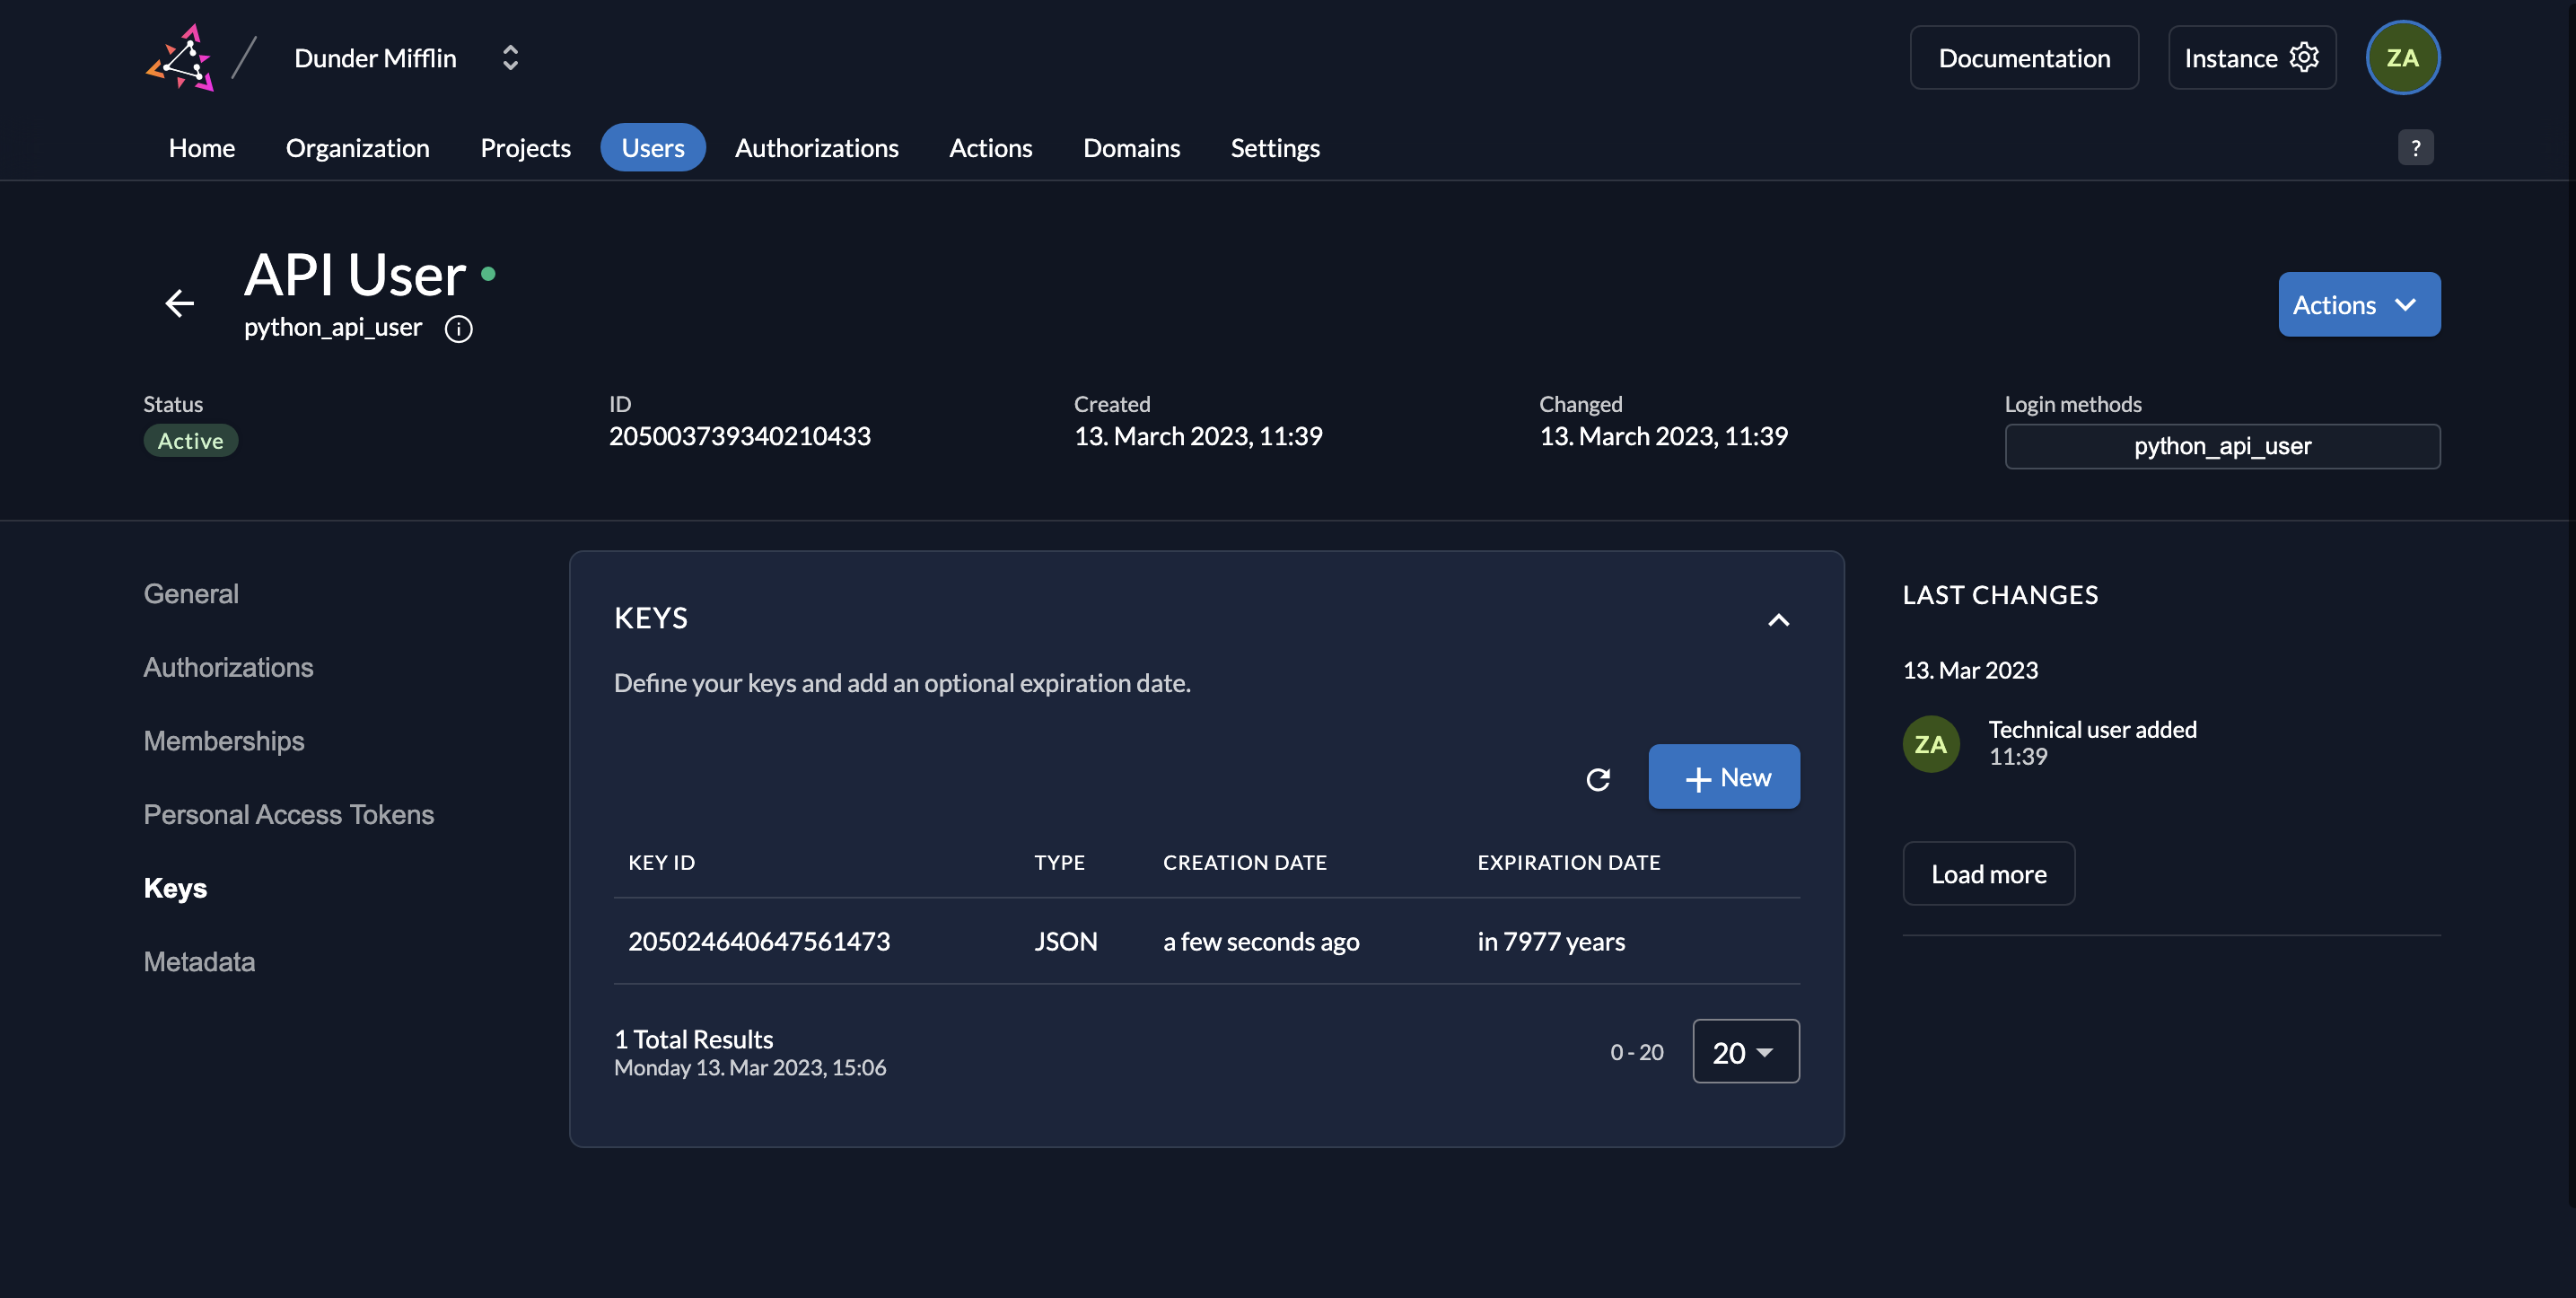 Dunder Mifflin
Documentation
Instance
ZA
Home
Organization
Projects
Users
Authorizations
Actions
Domains
Settings
?
API User
python_api_user
Actions
Status
Active
ID
205003739340210433
Created
13. March 2023, 11:39
Changed
13. March 2023, 11:39
Login methods
python_api_user
General
Authorizations
Memberships
Personal Access Tokens
Keys
Metadata
KEYS
Define your keys and add an optional expiration date.
New
KEY ID TYPE CREATION DATE EXPIRATION DATE
205024640647561473 JSON a few seconds ago in 7977 years
1 Total Results
Monday 13. Mar 2023, 15:06
0 - 20
20
LAST CHANGES
13. Mar 2023
ZA
Technical user added
11:39
Load more